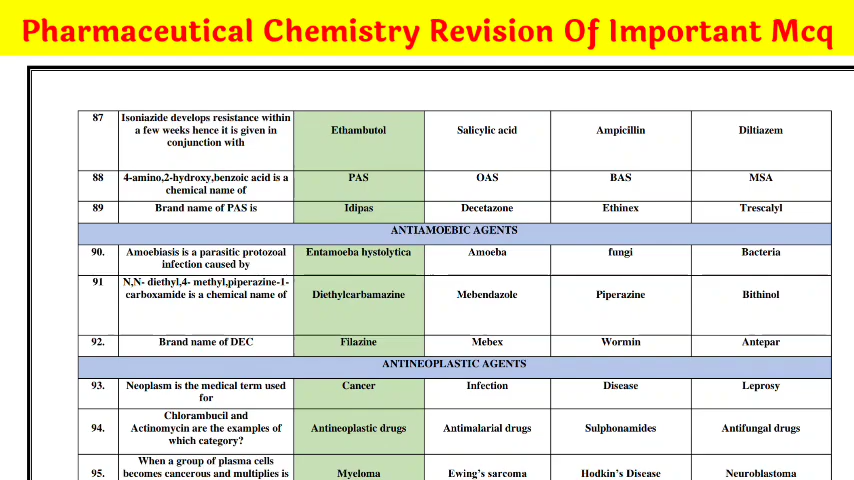 Pharmaceutical Chemistry Revision Of Important Mcq
87 Isoniazide develops resistance within a few weeks hence it is given in conjunction with Ethambutol Salicylic acid Ampicillin Diltiazem
88 4-amino,2-hydroxy,benzoic acid is a chemical name of PAS OAS BAS MSA
89 Brand name of PAS is Idipas Decetazone Ethinex Trescalyl
ANTIAMOEBIC AGENTS
90. Amoebiasis is a parasitic protozoal infection caused by Entamoeba hystolytica Amoeba fungi Bacteria
91 N,N- diethyl,4- methyl,piperazine-1-carboxamide is a chemical name of Diethylcarbamazine Mebendazole Piperazine Bithinol
92. Brand name of DEC Filazine Mebex Wormin Antepar
ANTINEOPLASTIC AGENTS
93. Neoplasm is the medical term used for Cancer Infection Disease Leprosy
94. Chlorambucil and Actinomycin are the examples of which category? Antineoplastic drugs Antimalarial drugs Sulphonamides Antifungal drugs
95. When a group of plasma cells becomes cancerous and multiplies is Myeloma Ewing's sarcoma Hodkin's Disease Neuroblastoma